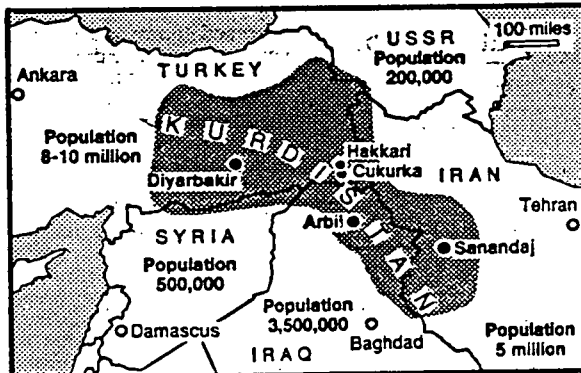 USSR
Population
200,000
100 miles
Ankara
TURKEY
Population
8-10 million
KURDISTAN
Hakkari
Cukurka
Diyarbakir
IRAN
Tehran
Arbil
SYRIA
Population
500,000
Sanandaj
Population
3,500,000
Damascus
Baghdad
IRAQ
Population
5 million